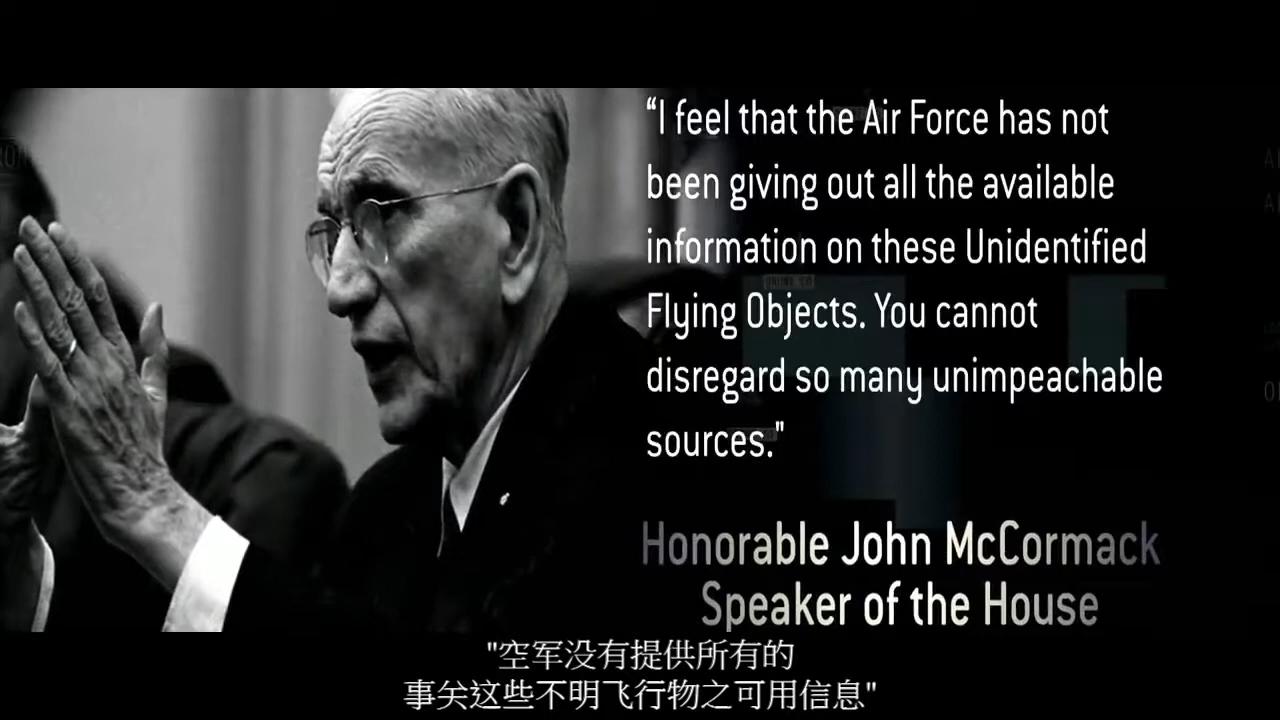 “I feel that the Air Force has not
been giving out all the available
information on these Unidentified
Flying Objects. You cannot
disregard so many unimpeachable
sources."
Honorable John McCormack
Speaker of the House
"空军没有提供所有的
事关这些不明飞行物之可用信息"